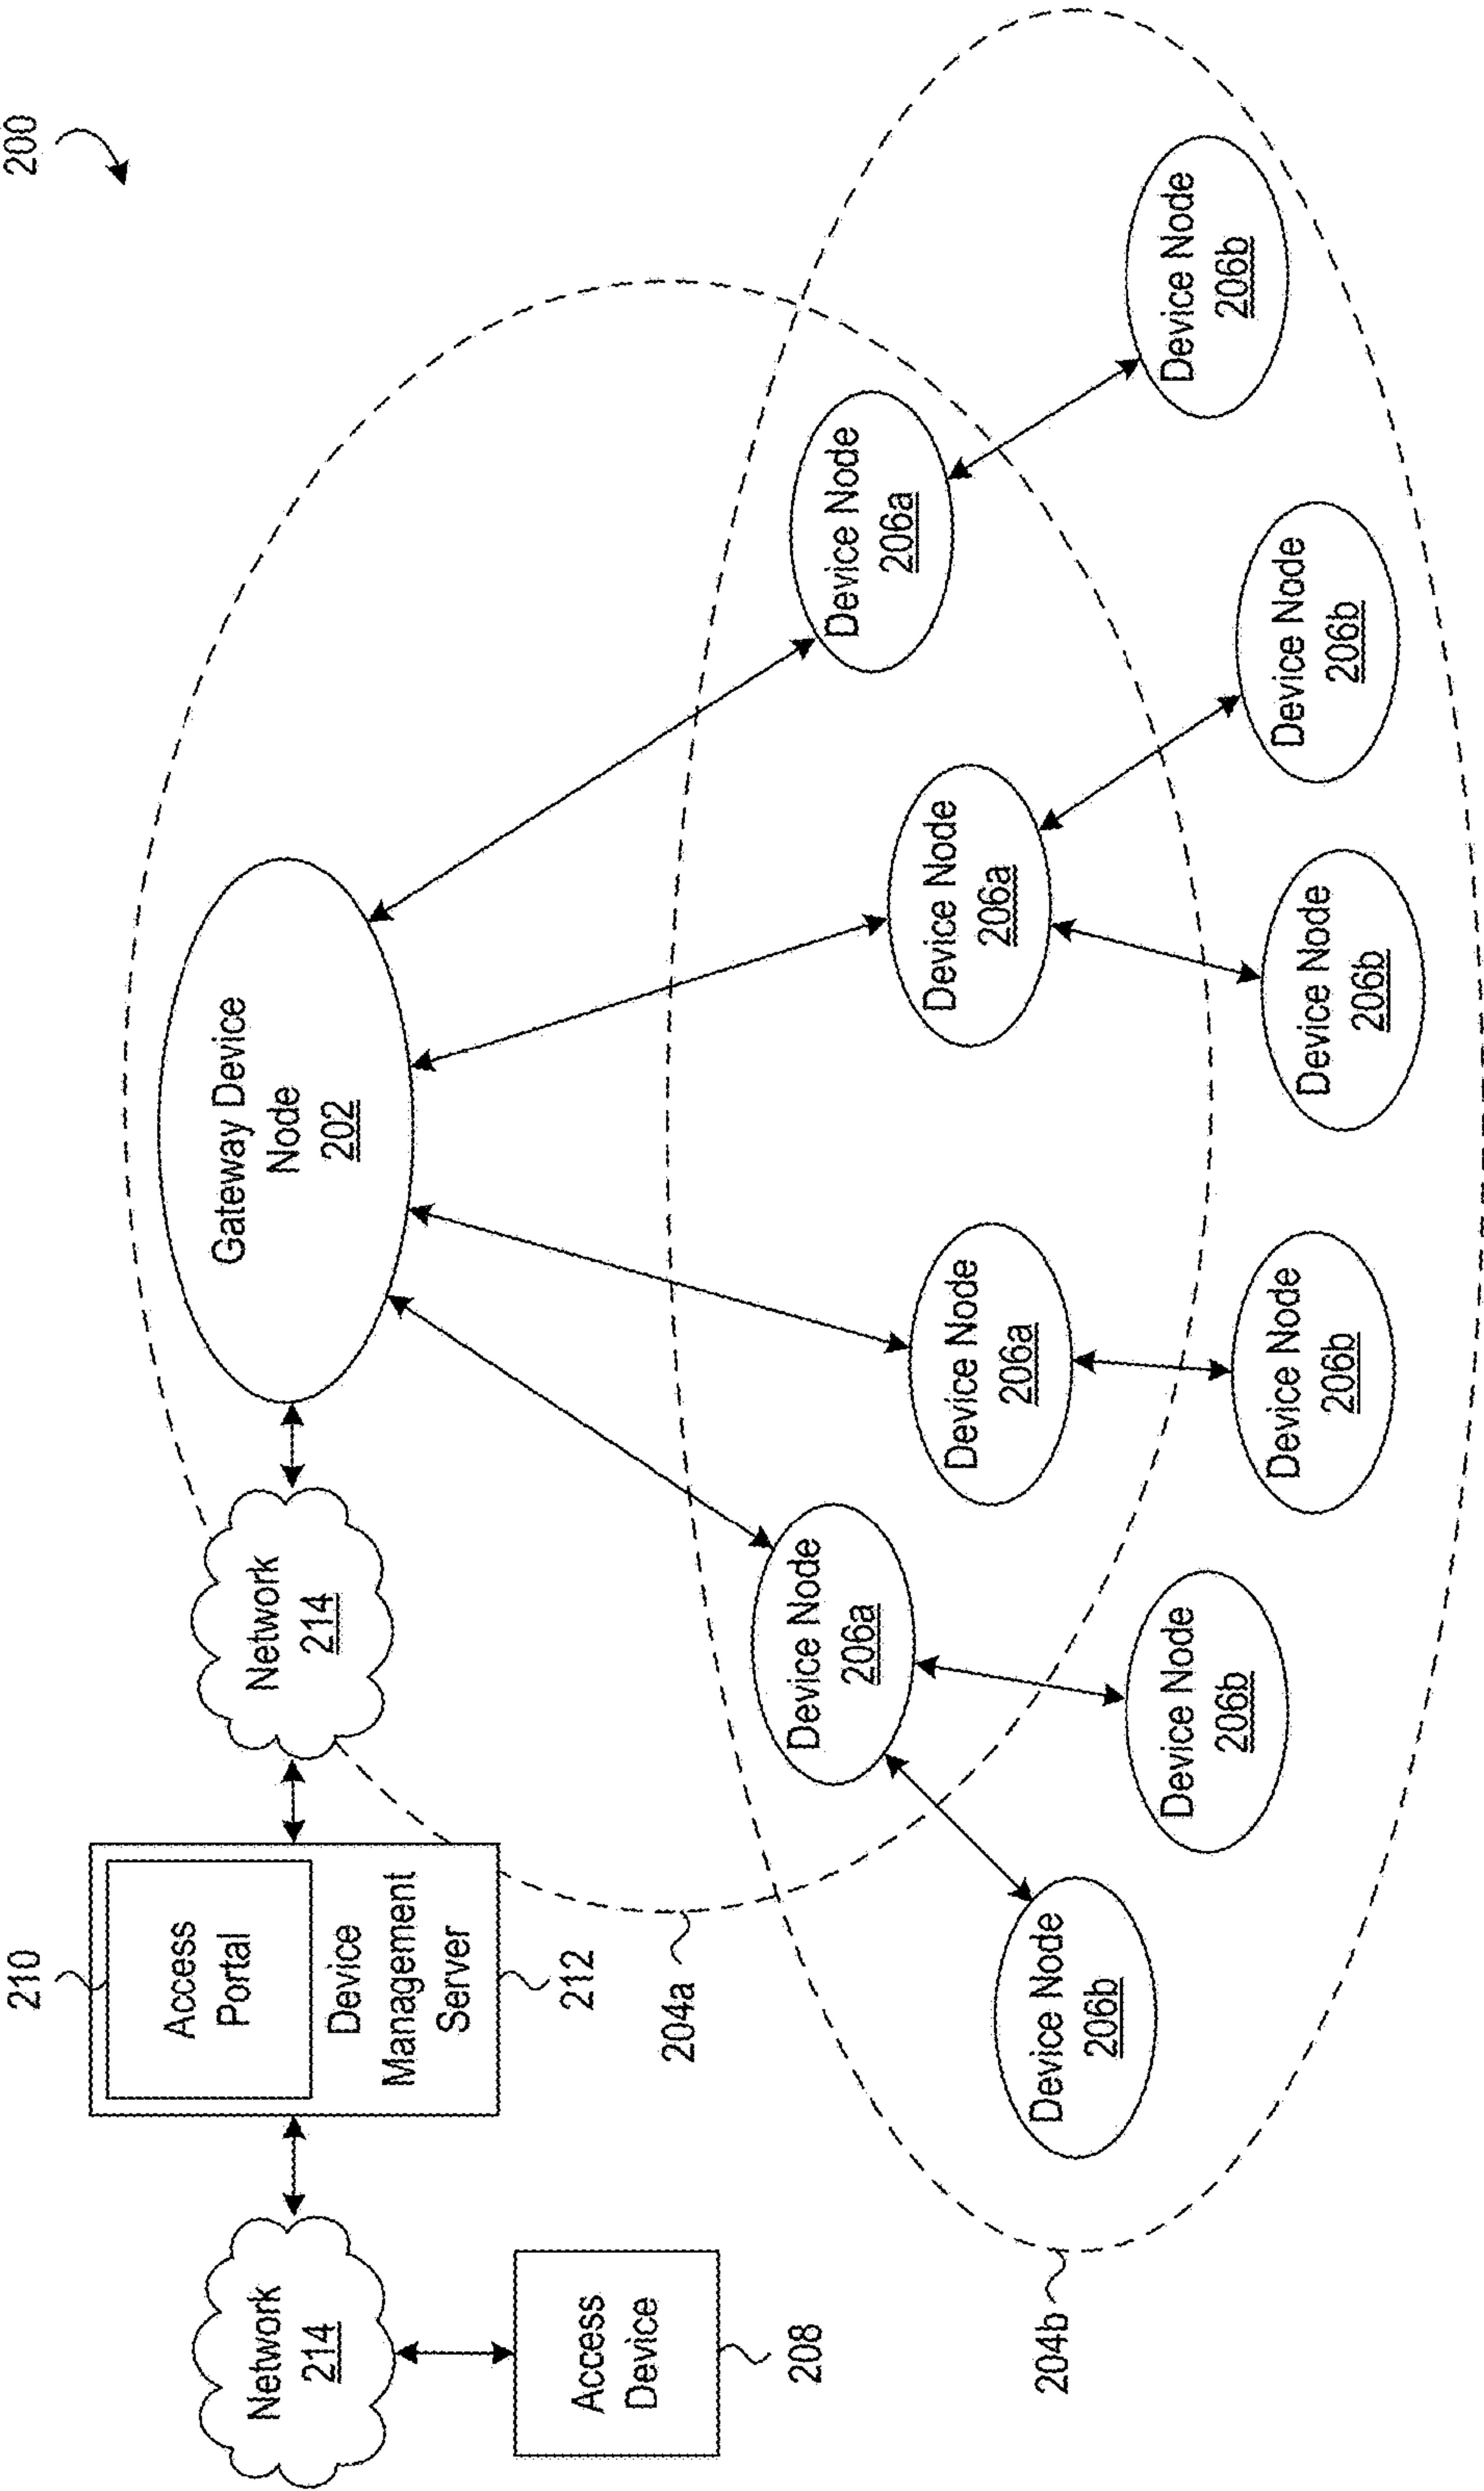 200
Gateway Device
Node
202
Network
214
210
Access
Portal
Device
Management
Server
212
Network
214
Access
Device
208
204a
204b
Device Node
206a
Device Node
206a
Device Node
206a
Device Node
206a
Device Node
206b
Device Node
206b
Device Node
206b
Device Node
206b
Device Node
206b
Device Node
206b